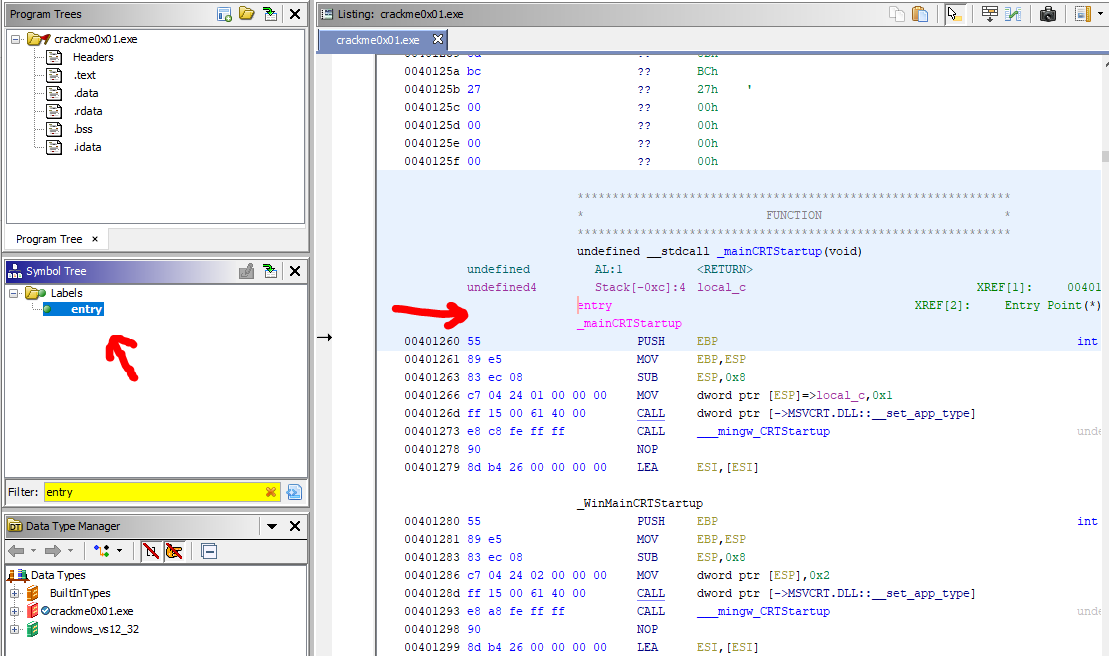 Program Trees
crackme0x01.exe
Headers
.text
.data
.rdata
.bss
.idata
Program Tree ×
Symbol Tree
Labels
entry
Filter: entry
DT Data Type Manager
Data Types
BuiltInTypes
crackme0x01.exe
windows_vs12_32
Listing: crackme0x01.exe
crackme0x01.exe
0040125a bc ?? BCh
0040125b 27 ?? 27h '
0040125c 00 ?? 00h
0040125d 00 ?? 00h
0040125e 00 ?? 00h
0040125f 00 ?? 00h
**************************************************************
* FUNCTION *
**************************************************************
undefined __stdcall _mainCRTStartup(void)
undefined AL:1 <RETURN>
undefined4 Stack[-0xc]:4 local_c XREF[1]: 00401
entry XREF[2]: Entry Point(*)
_mainCRTStartup
00401260 55 PUSH EBP int
00401261 89 e5 MOV EBP,ESP
00401263 83 ec 08 SUB ESP,0x8
00401266 c7 04 24 01 00 00 00 MOV dword ptr [ESP]=>local_c,0x1
0040126d ff 15 00 61 40 00 CALL dword ptr [->MSVCRT.DLL::__set_app_type]
00401273 e8 c8 fe ff ff CALL ___mingw_CRTStartup unde
00401278 90 NOP
00401279 8d b4 26 00 00 00 00 LEA ESI,[ESI]
_WinMainCRTStartup
00401280 55 PUSH EBP int
00401281 89 e5 MOV EBP,ESP
00401283 83 ec 08 SUB ESP,0x8
00401286 c7 04 24 02 00 00 00 MOV dword ptr [ESP],0x2
0040128d ff 15 00 61 40 00 CALL dword ptr [->MSVCRT.DLL::__set_app_type]
00401293 e8 a8 fe ff ff CALL ___mingw_CRTStartup unde
00401298 90 NOP
00401299 8d b4 26 00 00 00 00 LEA ESI,[ESI]